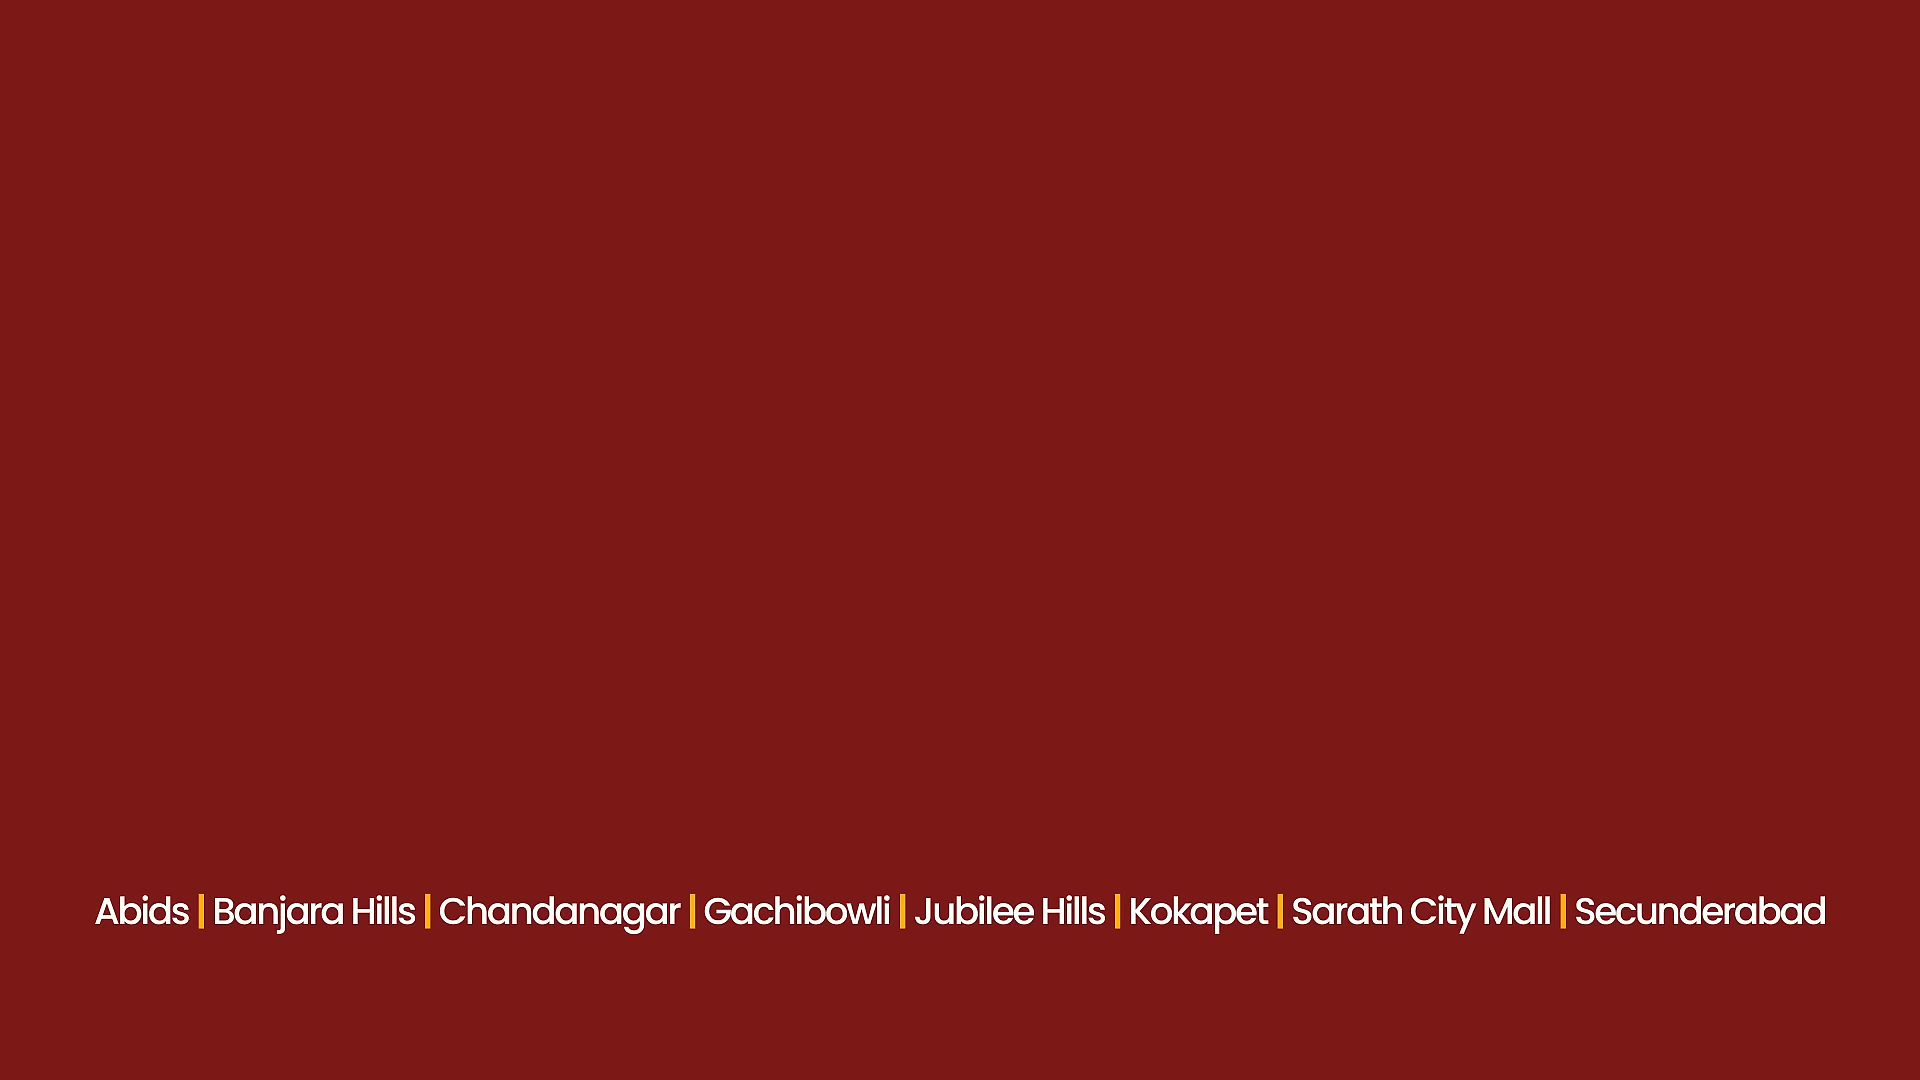 Abids | Banjara Hills | Chandanagar | Gachibowli | Jubilee Hills | Kokapet | Sarath City Mall | Secunderabad